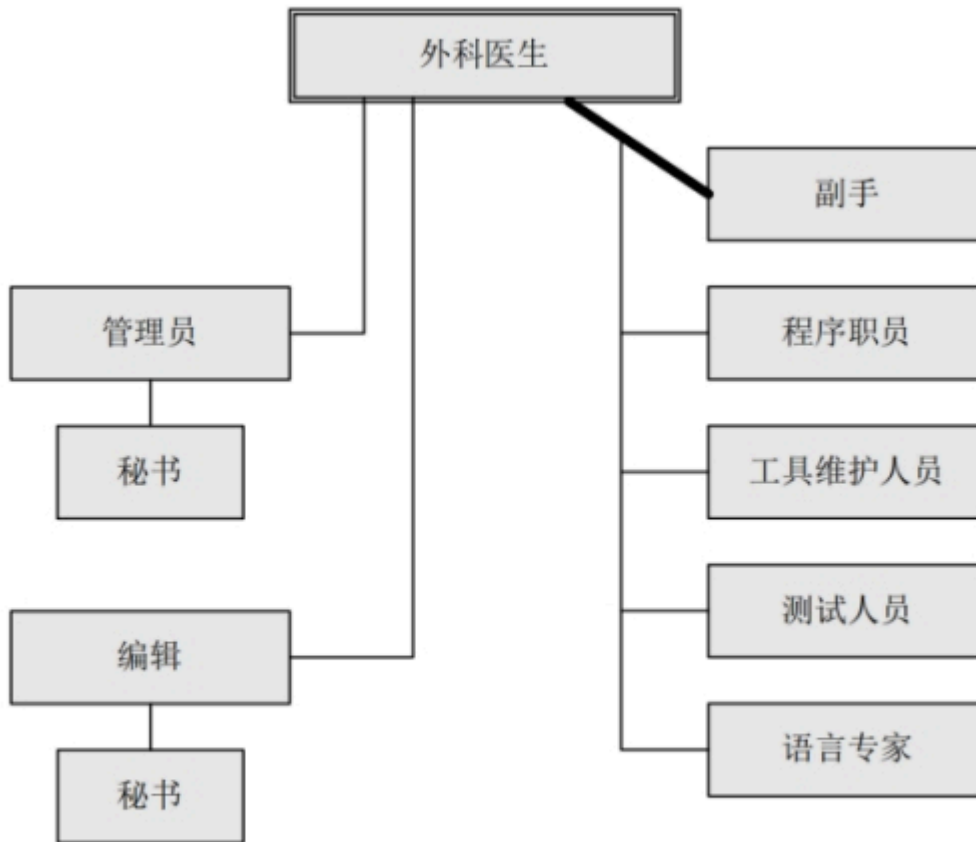 外科医生
副手
管理员
程序职员
秘书
工具维护人员
测试人员
编辑
语言专家
秘书